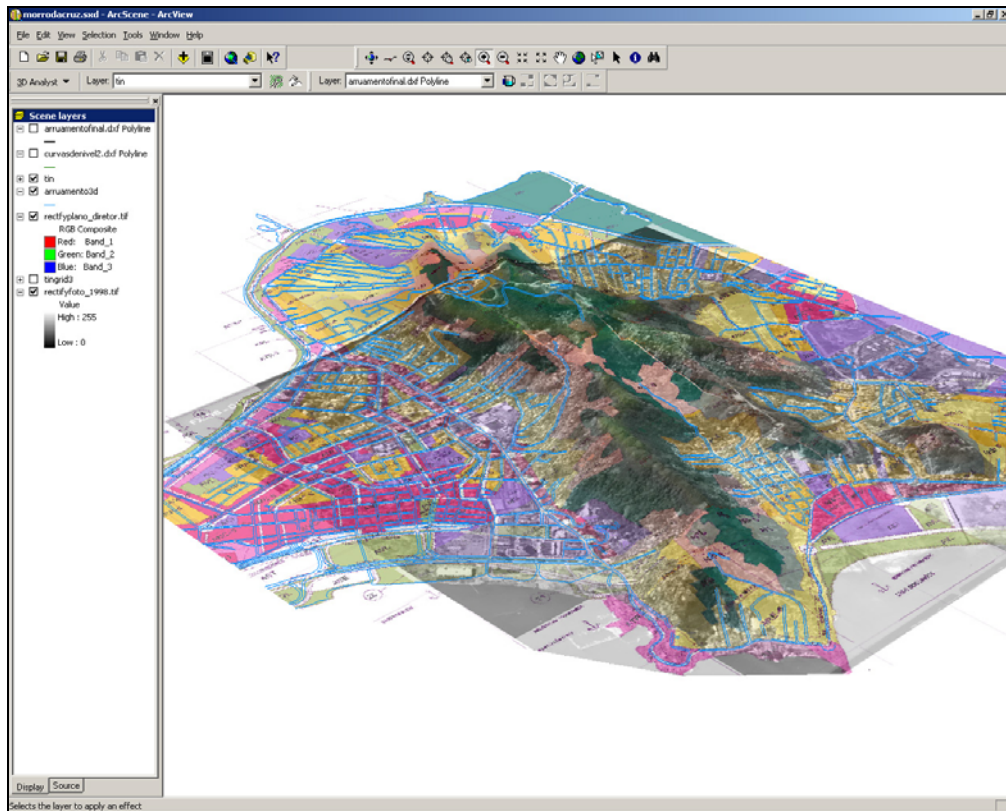 morrodacruz.sxd - ArcScene - ArcView
File Edit View Selection Tools Window Help
3D Analyst Layer: tin Layer: arruamentofinal.dxf Polyline
Scene layers
arruamentofinal.dxf Polyline
curvasdenivel2.dxf Polyline
tin
arruamento3d
rectfyplano_diretor.tif
RGB Composite
Red: Band_1
Green: Band_2
Blue: Band_3
tingrid3
rectifyfoto_1998.tif
Value
High : 255
Low : 0
Display Source
Selects the layer to apply an effect